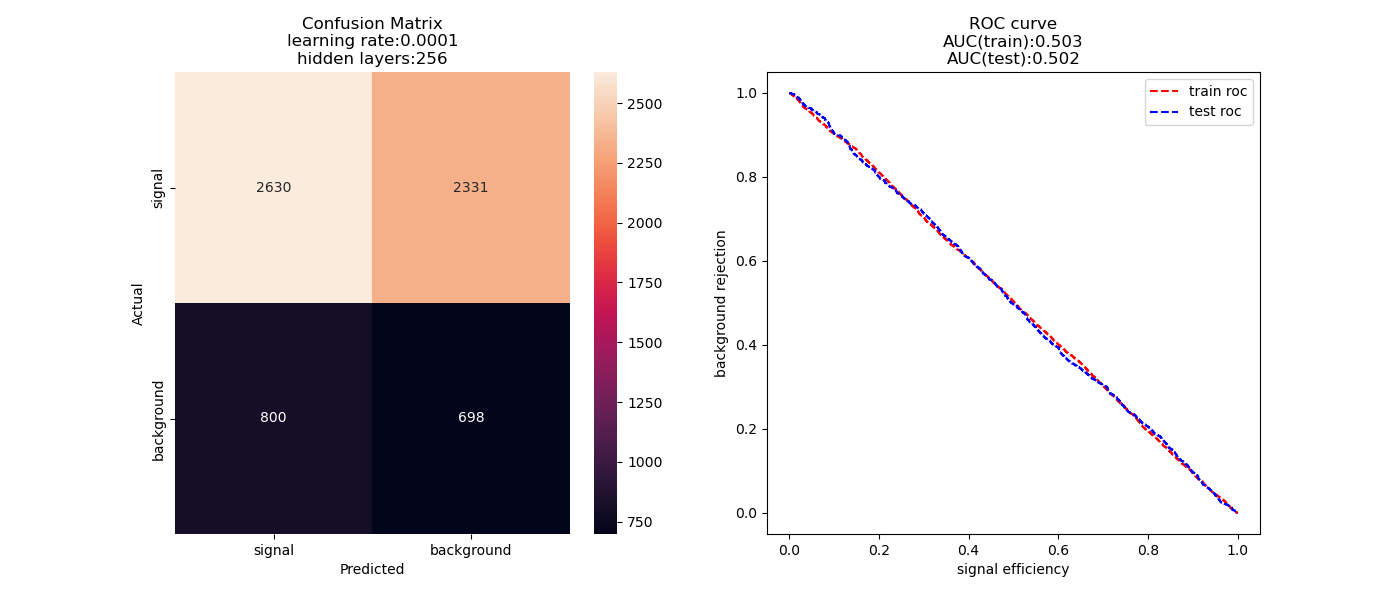 Confusion Matrix
learning rate:0.0001
hidden layers:256
signal
background
Actual
2630
2331
800
698
signal
background
Predicted
2500
2250
2000
1750
1500
1250
1000
750
ROC curve
AUC(train):0.503
AUC(test):0.502
train roc
test roc
background rejection
1.0
0.8
0.6
0.4
0.2
0.0
0.0
0.2
0.4
0.6
0.8
1.0
signal efficiency